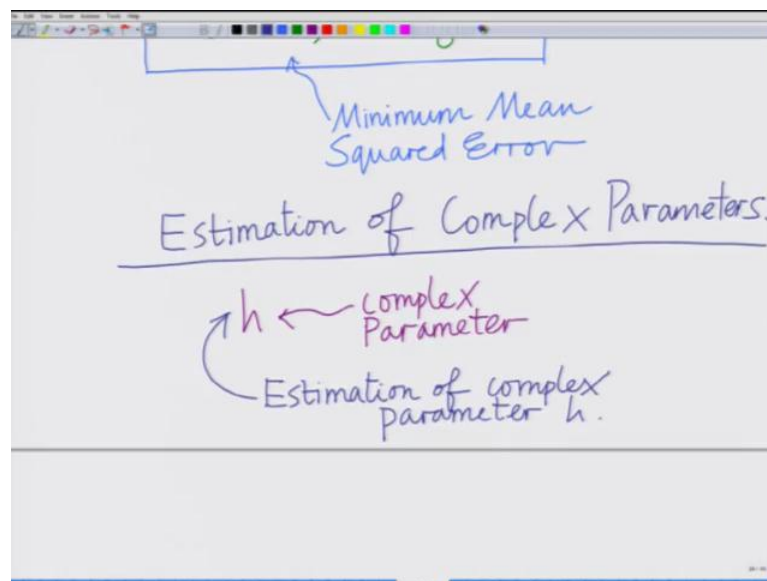 Minimum Mean
Squared Error
Estimation of Complex Parameters.
h
complex
Parameter
Estimation of complex
parameter h.